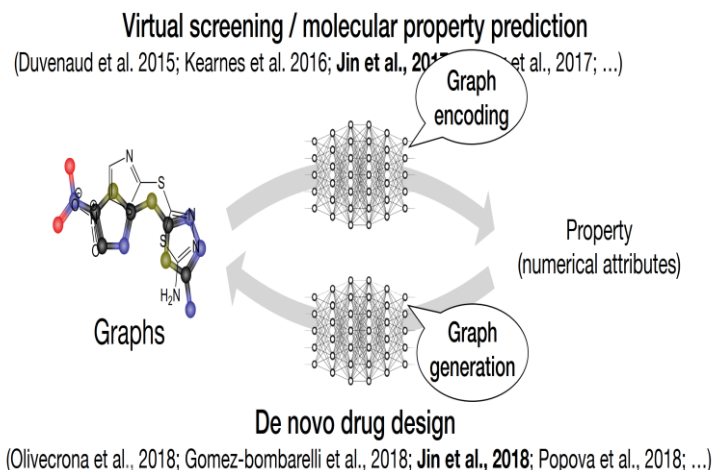 Virtual screening / molecular property prediction
(Duvenaud et al. 2015; Kearnes et al. 2016; Jin et al., 2017 et al., 2017; ...)
Graph
encoding
N
S
N
N
S
H₂N
Graphs
Property
(numerical attributes)
Graph
generation
De novo drug design
(Olivecrona et al., 2018; Gomez-bombarelli et al., 2018; Jin et al., 2018; Popova et al., 2018; ...)